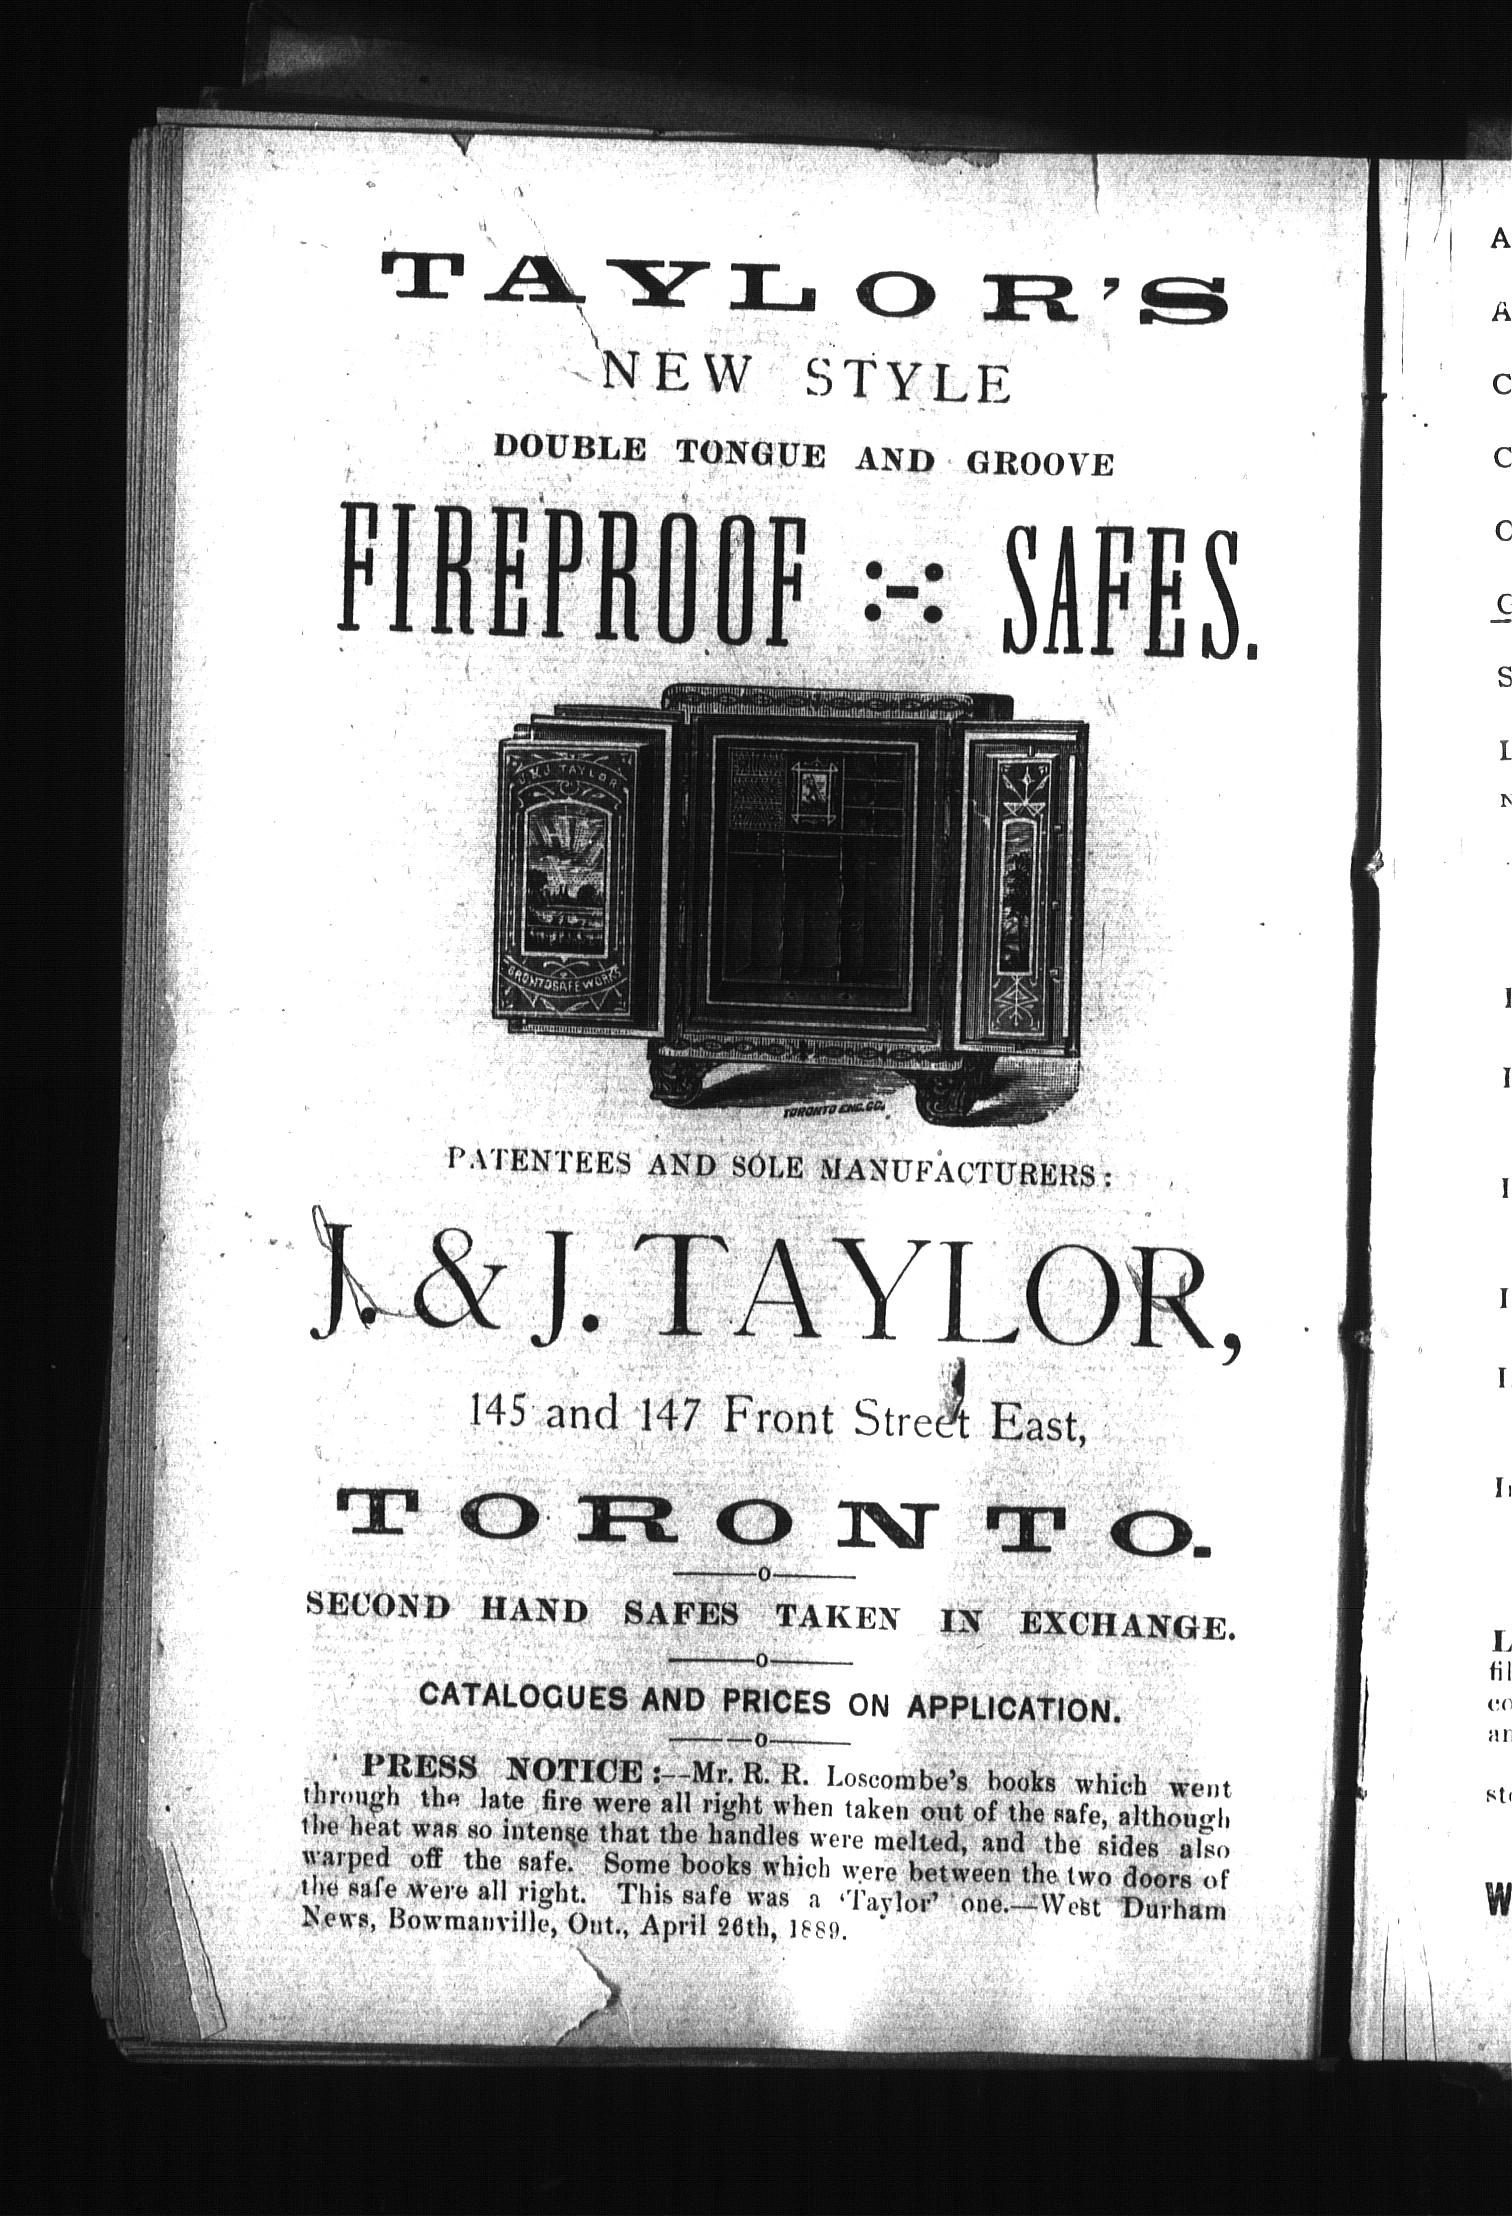 TAYLOR'S
NEW STYLE
DOUBLE TONGUE AND GROOVE
FIREPROOF :-: SAFES.
J. & J. TAYLOR
TORONTO SAFE WORKS
TORONTO ENG. CO.
PATENTEES AND SOLE MANUFACTURERS:
J. & J. TAYLOR,
145 and 147 Front Street East,
TORONTO.
SECOND HAND SAFES TAKEN IN EXCHANGE.
CATALOGUES AND PRICES ON APPLICATION.
PRESS NOTICE:--Mr. R. R. Loscombe's books which went
through the late fire were all right when taken out of the safe, although
the heat was so intense that the handles were melted, and the sides also
warped off the safe. Some books which were between the two doors of
the safe were all right. This safe was a 'Taylor' one.—West Durham
News, Bowmanville, Ont., April 26th, 1889.